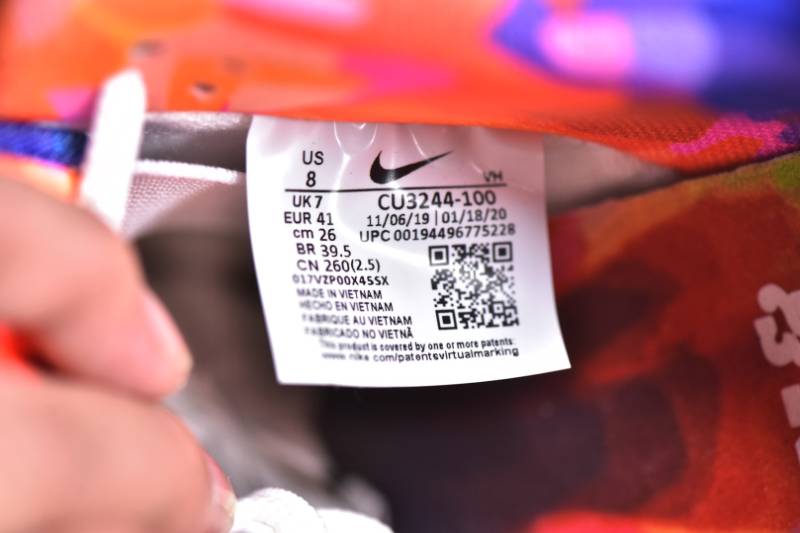 US
8
VH
UK 7
CU3244-100
EUR 41
11/06/19 | 01/18/20
cm 26
UPC 00194496775228
BR 39.5
CN 260(2.5)
017VZP00X45SX
MADE IN VIETNAM
HECHO EN VIETNAM
FABRIQUE AU VIETNAM
FABRICADO NO VIETNÃ
This product is covered by one or more patents:
www.nike.com/patentsvirtualmarking